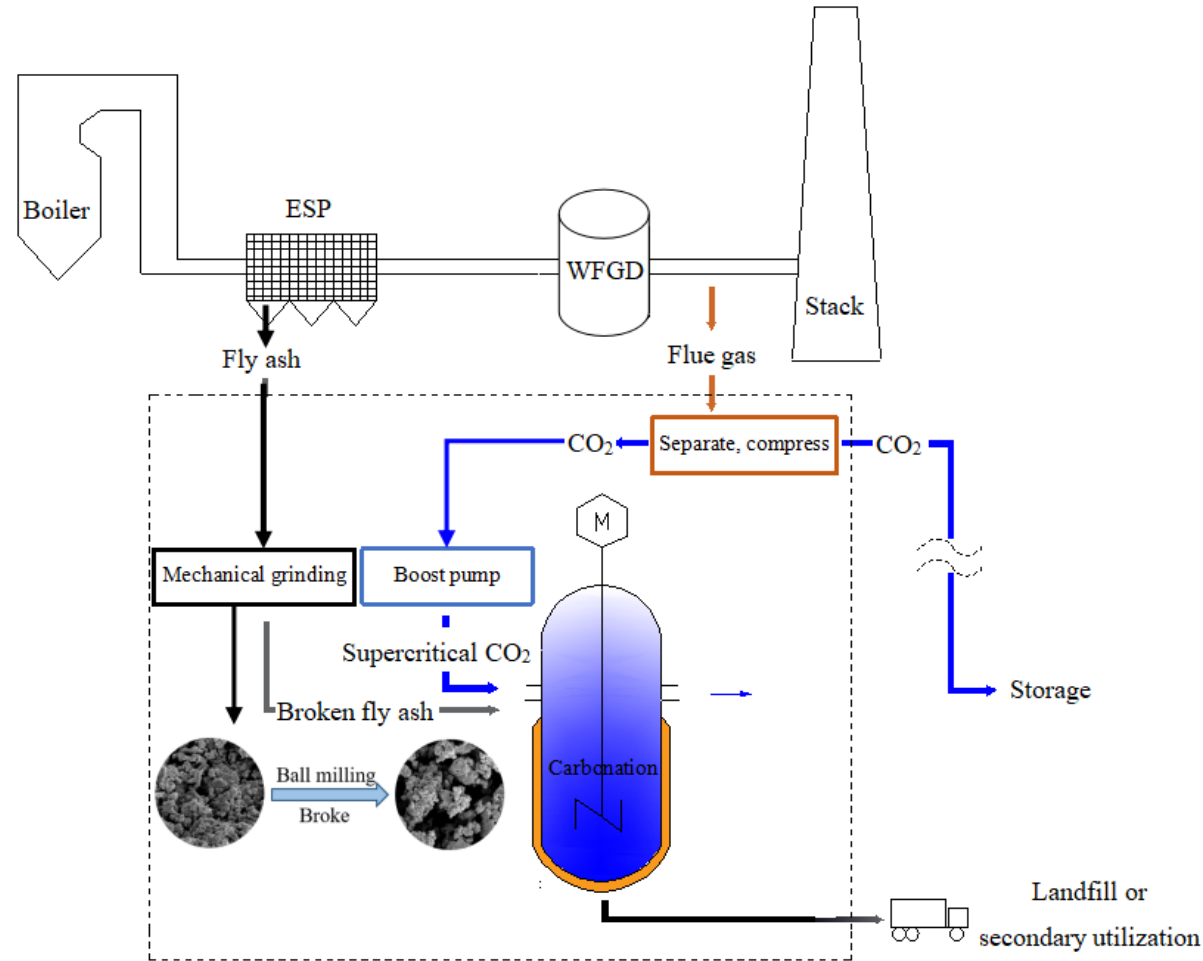 Boiler
ESP
WFGD
Stack
Fly ash
Flue gas
CO₂
Separate, compress
CO₂
M
Mechanical grinding
Boost pump
Supercritical CO₂
Storage
Broken fly ash
Carbonation
Ball milling
Broke
Landfill or
secondary utilization